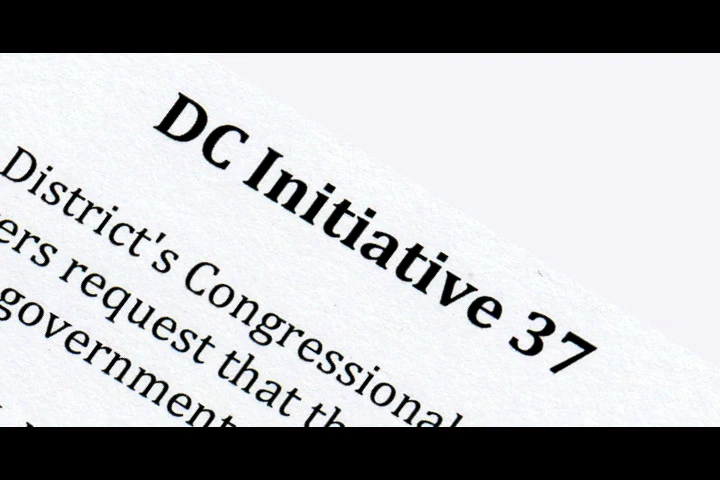 DC Initiative 37
District's Congressional
ers request that th
government